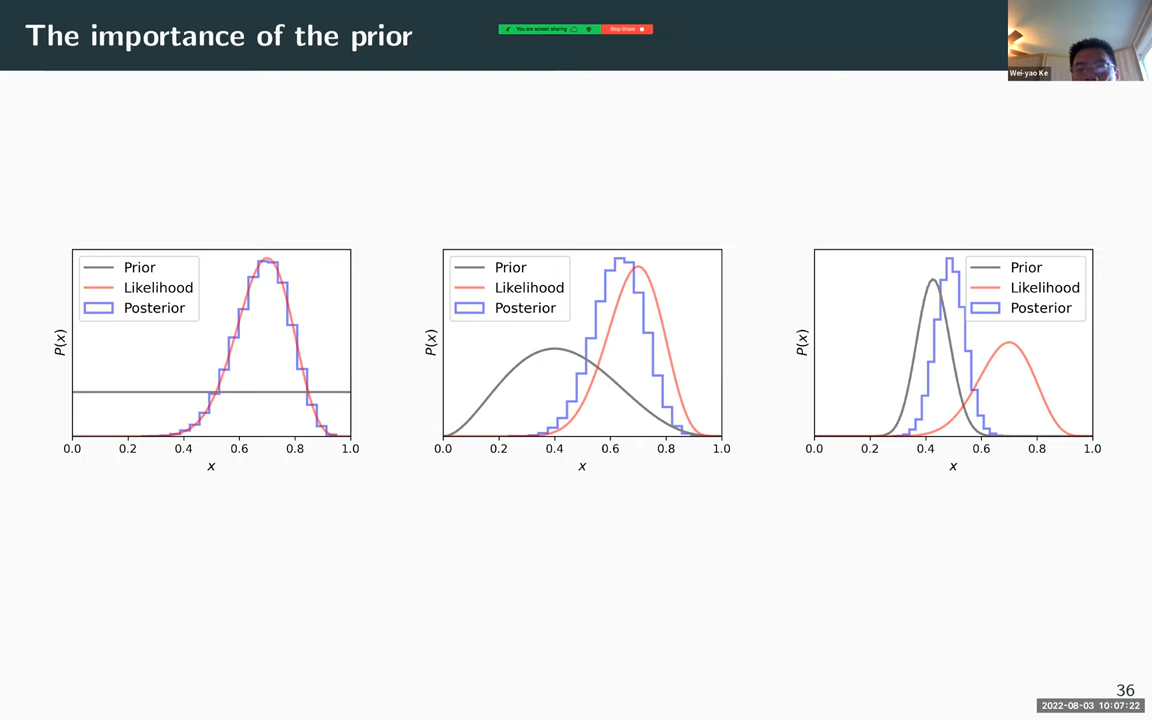 The importance of the prior
You are screen sharing
Stop Share
Wei-yao Ke
Prior
Likelihood
Posterior
P(x)
0.0 0.2 0.4 0.6 0.8 1.0
x
Prior
Likelihood
Posterior
P(x)
0.0 0.2 0.4 0.6 0.8 1.0
x
Prior
Likelihood
Posterior
P(x)
0.0 0.2 0.4 0.6 0.8 1.0
x
36
2022-08-03 10:07:22